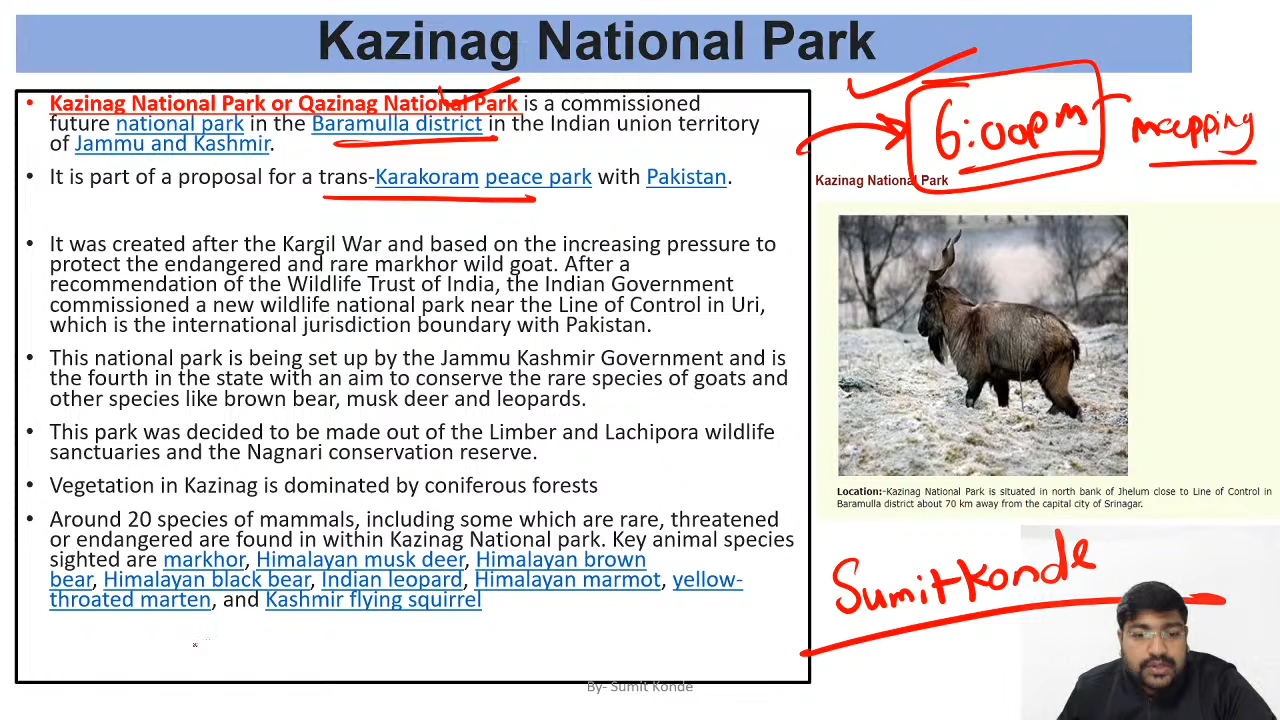 Kazinag National Park
• Kazinag National Park or Qazinag National Park is a commissioned
future national park in the Baramulla district in the Indian union territory
of Jammu and Kashmir.
• It is part of a proposal for a trans-Karakoram peace park with Pakistan.
• It was created after the Kargil War and based on the increasing pressure to
protect the endangered and rare markhor wild goat. After a
recommendation of the Wildlife Trust of India, the Indian Government
commissioned a new wildlife national park near the Line of Control in Uri,
which is the international jurisdiction boundary with Pakistan.
• This national park is being set up by the Jammu Kashmir Government and is
the fourth in the state with an aim to conserve the rare species of goats and
other species like brown bear, musk deer and leopards.
• This park was decided to be made out of the Limber and Lachipora wildlife
sanctuaries and the Nagnari conservation reserve.
• Vegetation in Kazinag is dominated by coniferous forests
• Around 20 species of mammals, including some which are rare, threatened
or endangered are found in within Kazinag National park. Key animal species
sighted are markhor, Himalayan musk deer, Himalayan brown
bear, Himalayan black bear, Indian leopard, Himalayan marmot, yellow-
throated marten, and Kashmir flying squirrel
6:00pm
mapping
Kazinag National Park
Location:-Kazinag National Park is situated in north bank of Jhelum close to Line of Control in
Baramulla district about 70 km away from the capital city of Srinagar.
Sumit Konde
By- Sumit Konde